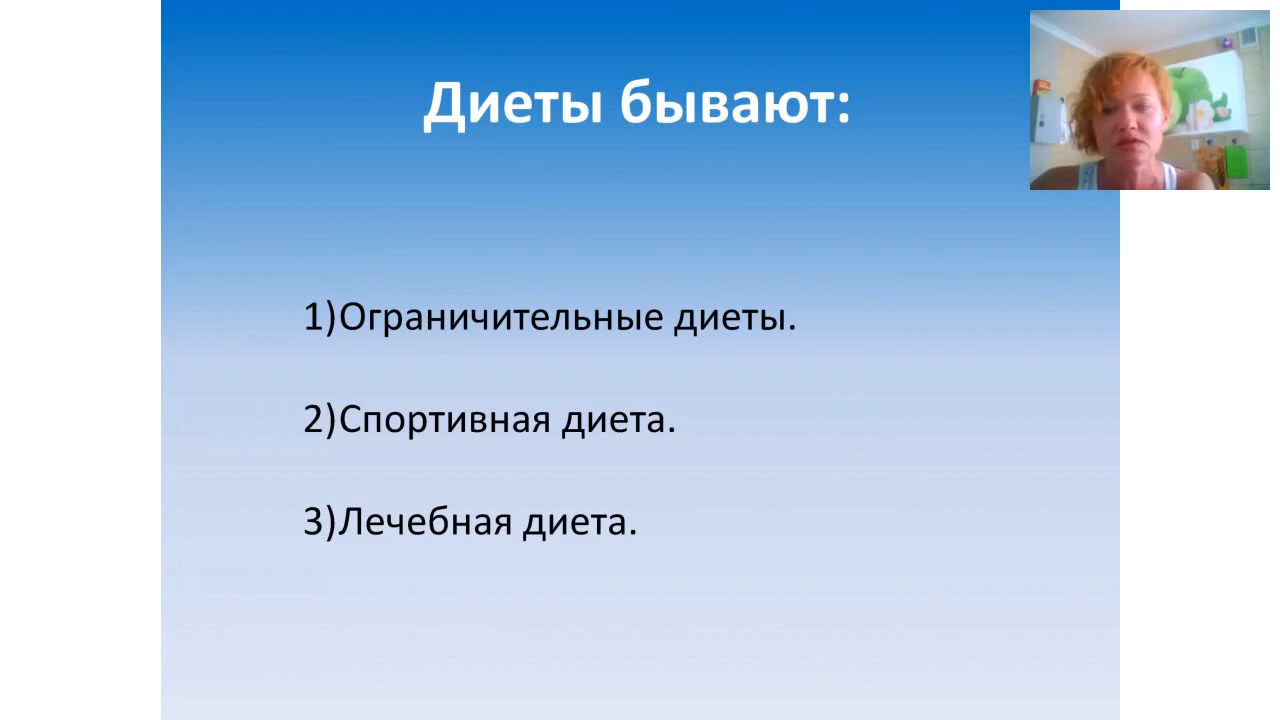 Диеты бывают:
1)Ограничительные диеты.
2)Спортивная диета.
3)Лечебная диета.